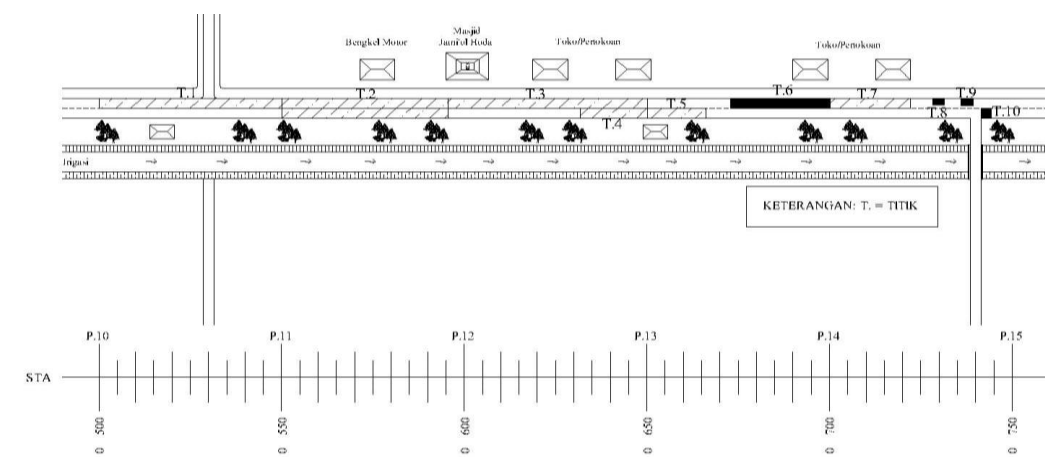 Bengkel Motor
Masjid
Jami'ol Hoda
Toko/Pertokoan
Toko/Pertokoan
T.1
T.2
T.3
T.4
T.5
T.6
T.7
T.8
T.9
T.10
Irigasi
KETERANGAN: T. = TITIK
P.10
P.11
P.12
P.13
P.14
P.15
STA
0 500
0 550
0 600
0 650
0 700
0 750